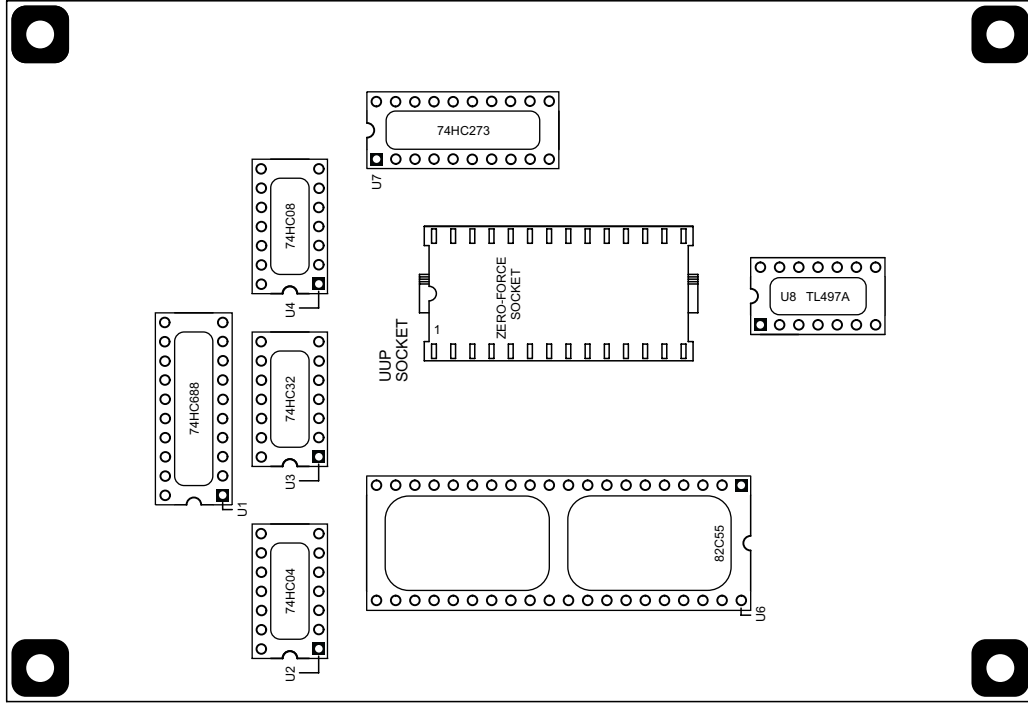 74HC273
U7
74HC08
U4
ZERO-FORCE
SOCKET
1
UUP
SOCKET
U8 TL497A
74HC688
U1
74HC32
U3
82C55
U6
74HC04
U2